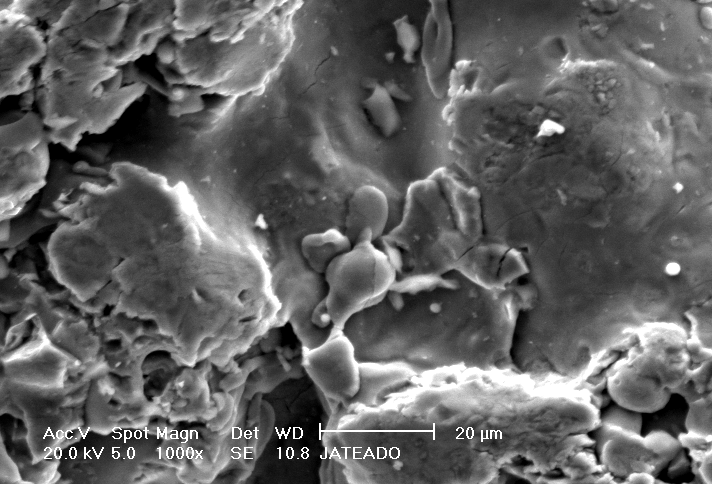 Acc.V Spot Magn Det WD 20 µm
20.0 kV 5.0 1000x SE 10.8 JATEADO